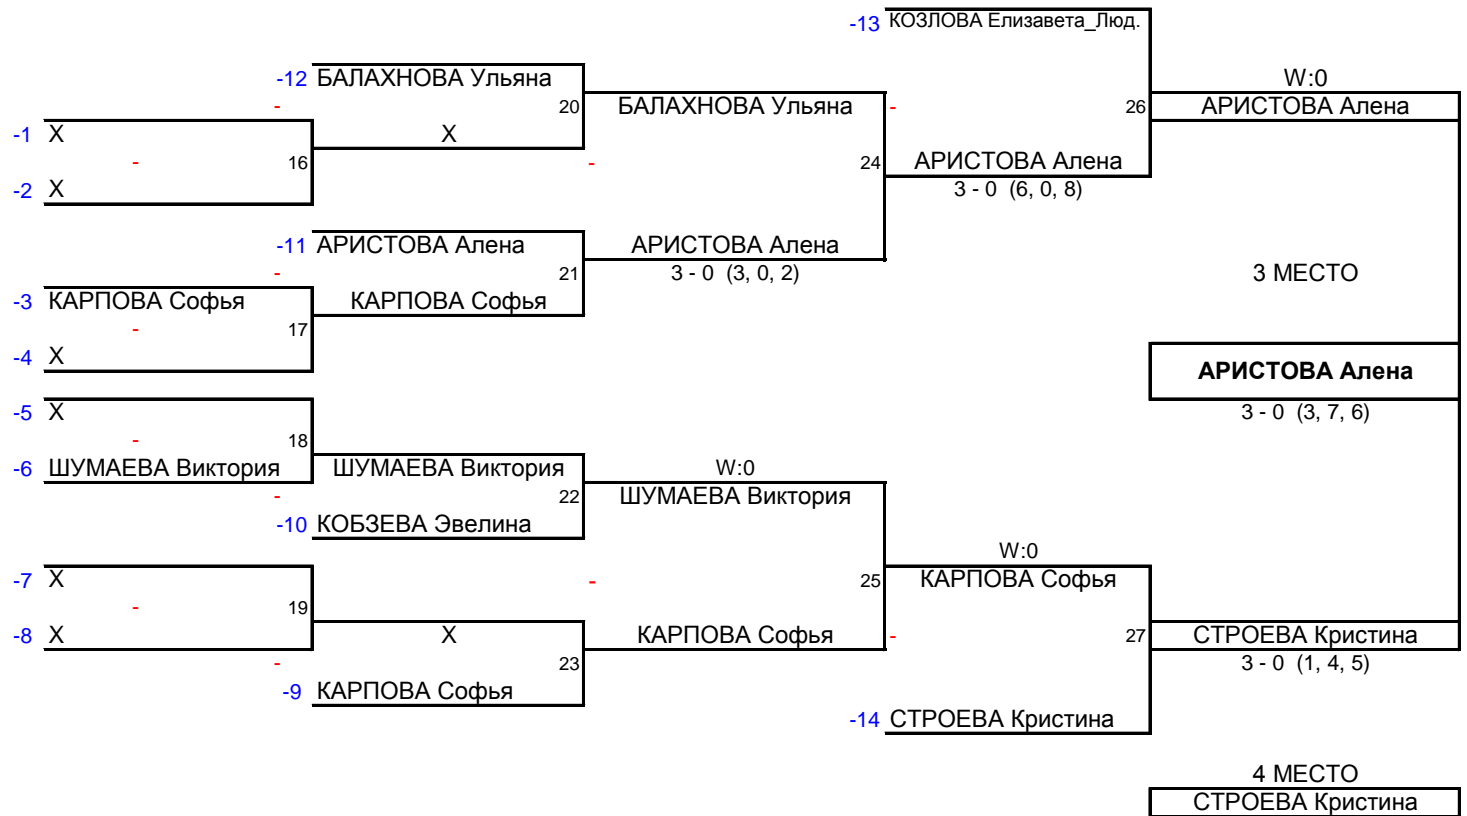 -13 КОЗЛОВА Елизавета_Люд.
-12 БАЛАХНОВА Ульяна
W:0
- 20 БАЛАХНОВА Ульяна - 26 АРИСТОВА Алена
-1 X X
- 16 - 24 АРИСТОВА Алена
-2 X 3 - 0 (6, 0, 8)
-11 АРИСТОВА Алена АРИСТОВА Алена
- 21 3 - 0 (3, 0, 2) 3 МЕСТО
-3 КАРПОВА Софья КАРПОВА Софья
- 17
-4 X
АРИСТОВА Алена
-5 X 3 - 0 (3, 7, 6)
- 18
-6 ШУМАЕВА Виктория ШУМАЕВА Виктория W:0
- 22 ШУМАЕВА Виктория
-10 КОБЗЕВА Эвелина
W:0
-7 X - 25 КАРПОВА Софья
- 19
-8 X X КАРПОВА Софья - 27 СТРОЕВА Кристина
- 23 3 - 0 (1, 4, 5)
-9 КАРПОВА Софья
-14 СТРОЕВА Кристина
4 МЕСТО
СТРОЕВА Кристина